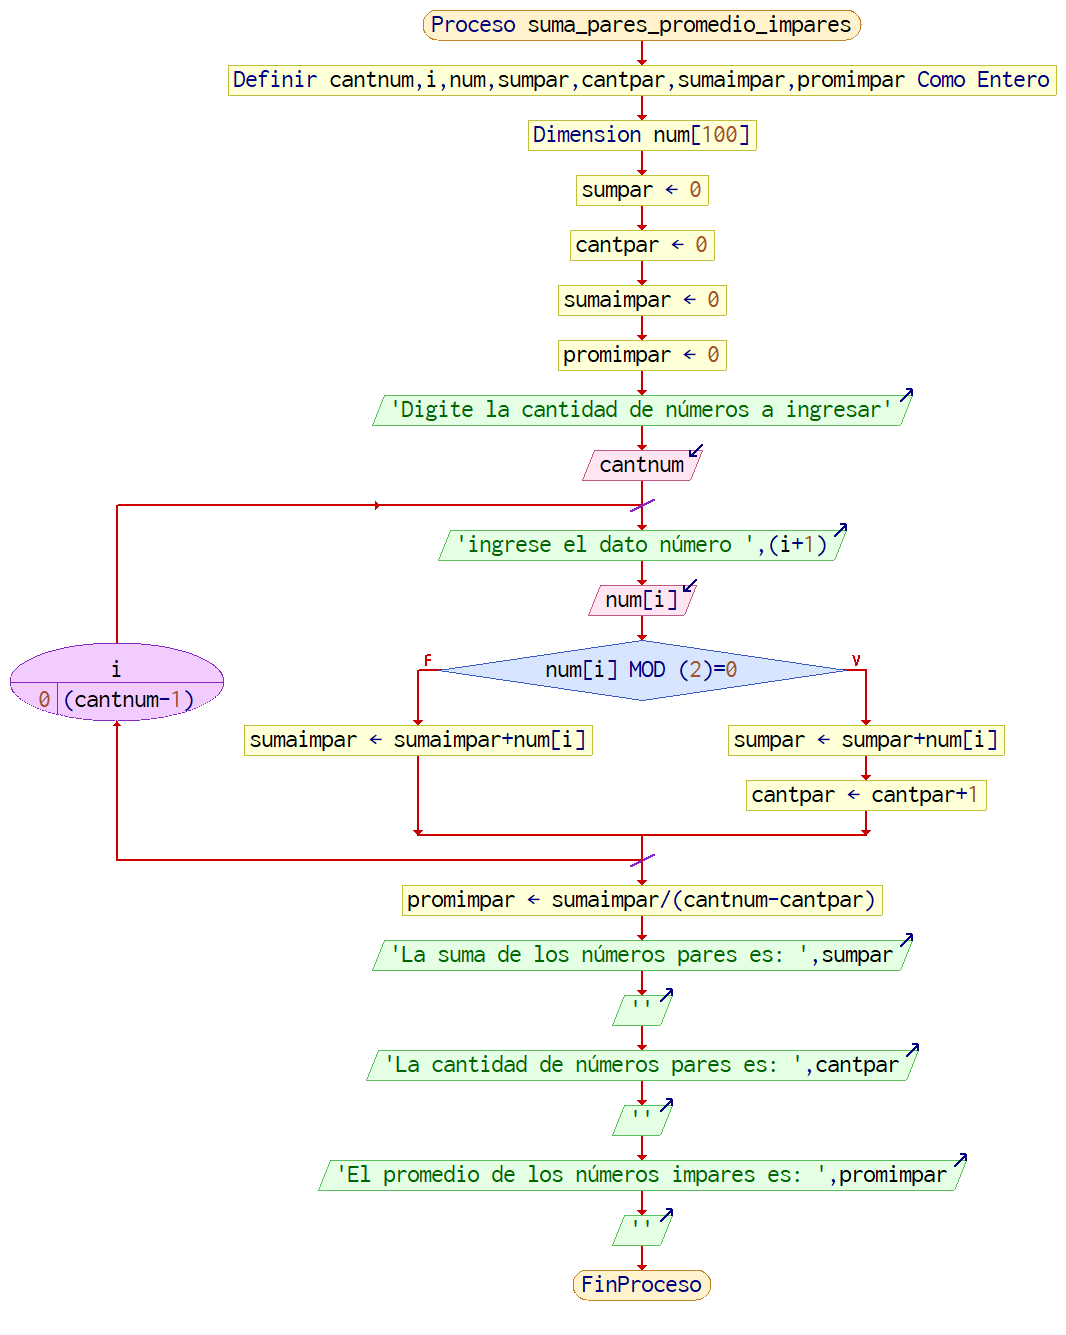 Proceso suma_pares_promedio_impares
Definir cantnum,i,num,sumpar,cantpar,sumaimpar,promimpar Como Entero
Dimension num[100]
sumpar ← 0
cantpar ← 0
sumaimpar ← 0
promimpar ← 0
'Digite la cantidad de números a ingresar'
cantnum
'ingrese el dato número ',(i+1)
num[i]
i
0 (cantnum-1)
F
V
num[i] MOD (2)=0
sumaimpar ← sumaimpar+num[i]
sumpar ← sumpar+num[i]
cantpar ← cantpar+1
promimpar ← sumaimpar/(cantnum-cantpar)
'La suma de los números pares es: ',sumpar
''
'La cantidad de números pares es: ',cantpar
''
'El promedio de los números impares es: ',promimpar
''
FinProceso